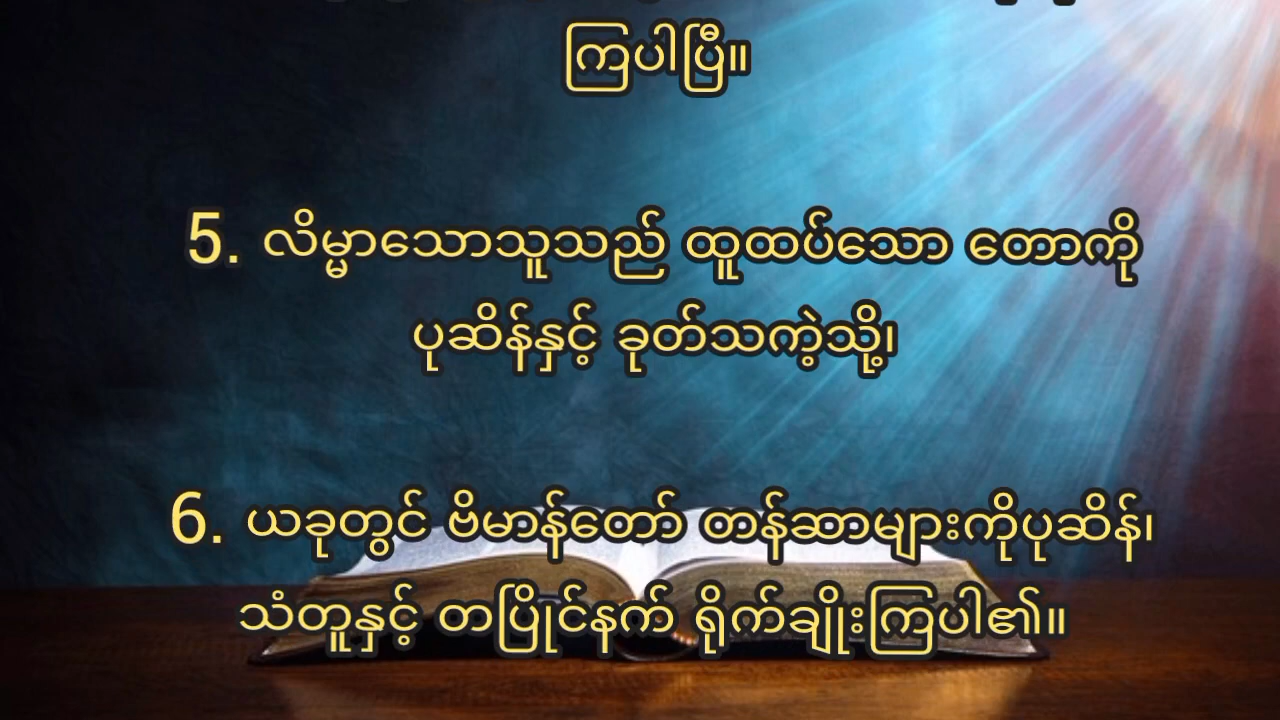 ကြပါပြီ။
5. လိမ္မာသောသူသည် ထူထပ်သော တောကို
ပုဆိန်နှင့် ခုတ်သကဲ့သို့၊
6. ယခုတွင် ဗိမာန်တော် တန်ဆာများကိုပုဆိန်၊
သံတူနှင့် တပြိုင်နက် ရိုက်ချိုးကြပါ၏။